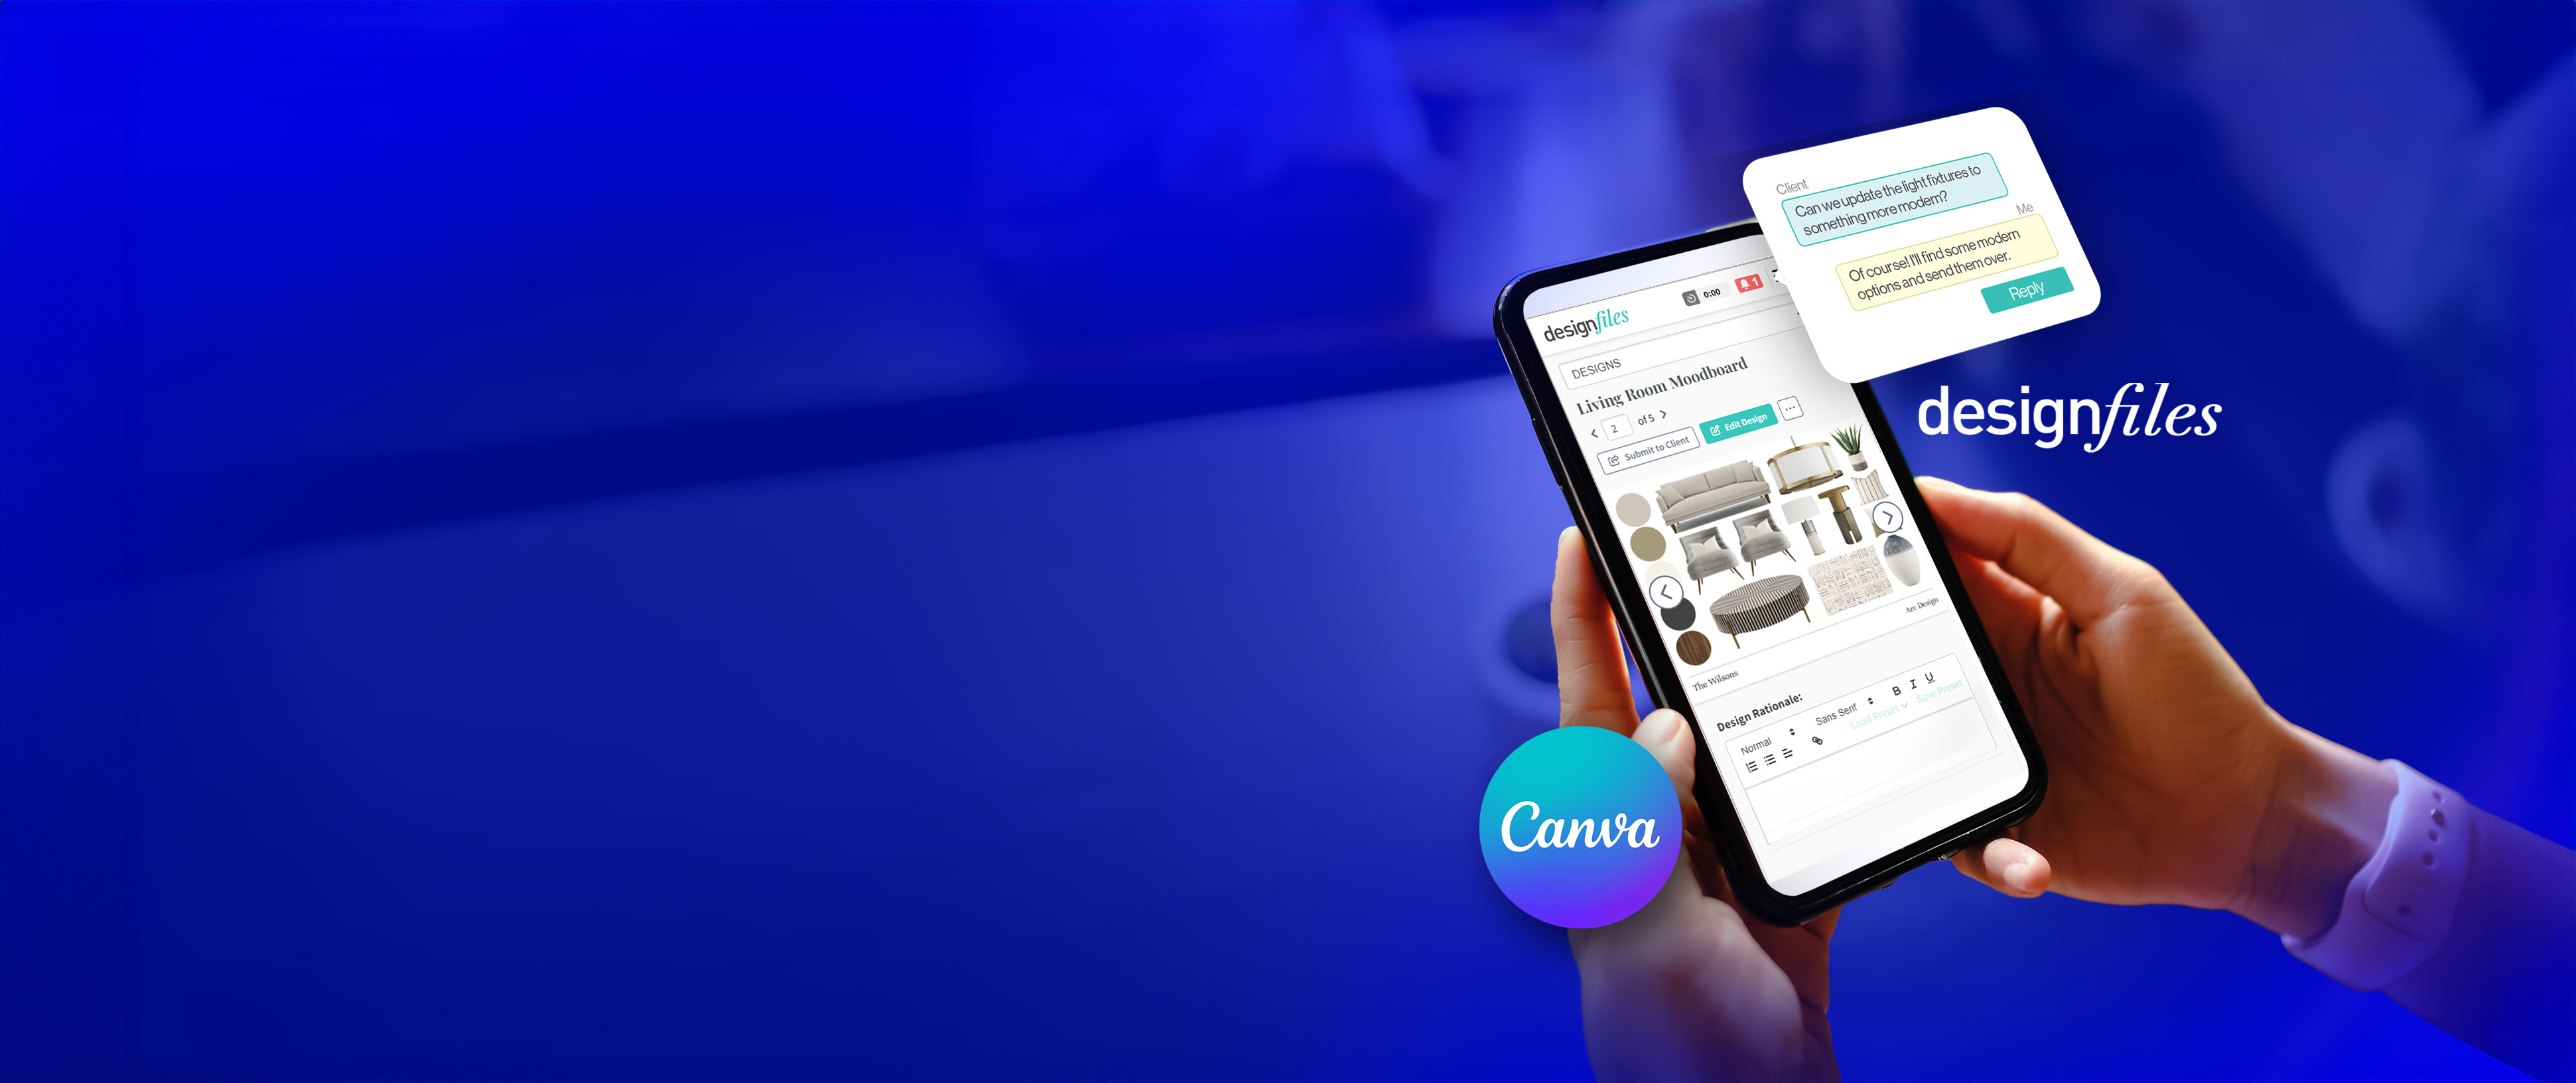 Client
Can we update the light fixtures to
something more modern?
Me
Of course! I'll find some modern
options and send them over.
Reply
designfiles
0:00
1
DESIGNS
Living Room Moodboard
2 of 5
Submit to Client
Edit Design
designfiles
Arc Design
The Wilsons
Design Rationale:
Normal
Sans Serif
B I U
Load Preset
Save Preset
Canva